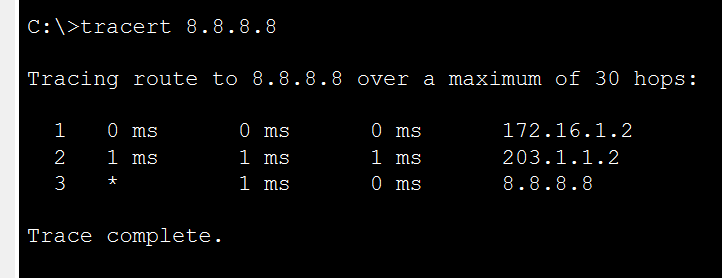 C:\>tracert 8.8.8.8
Tracing route to 8.8.8.8 over a maximum of 30 hops:
1 0 ms 0 ms 0 ms 172.16.1.2
2 1 ms 1 ms 1 ms 203.1.1.2
3 * 1 ms 0 ms 8.8.8.8
Trace complete.